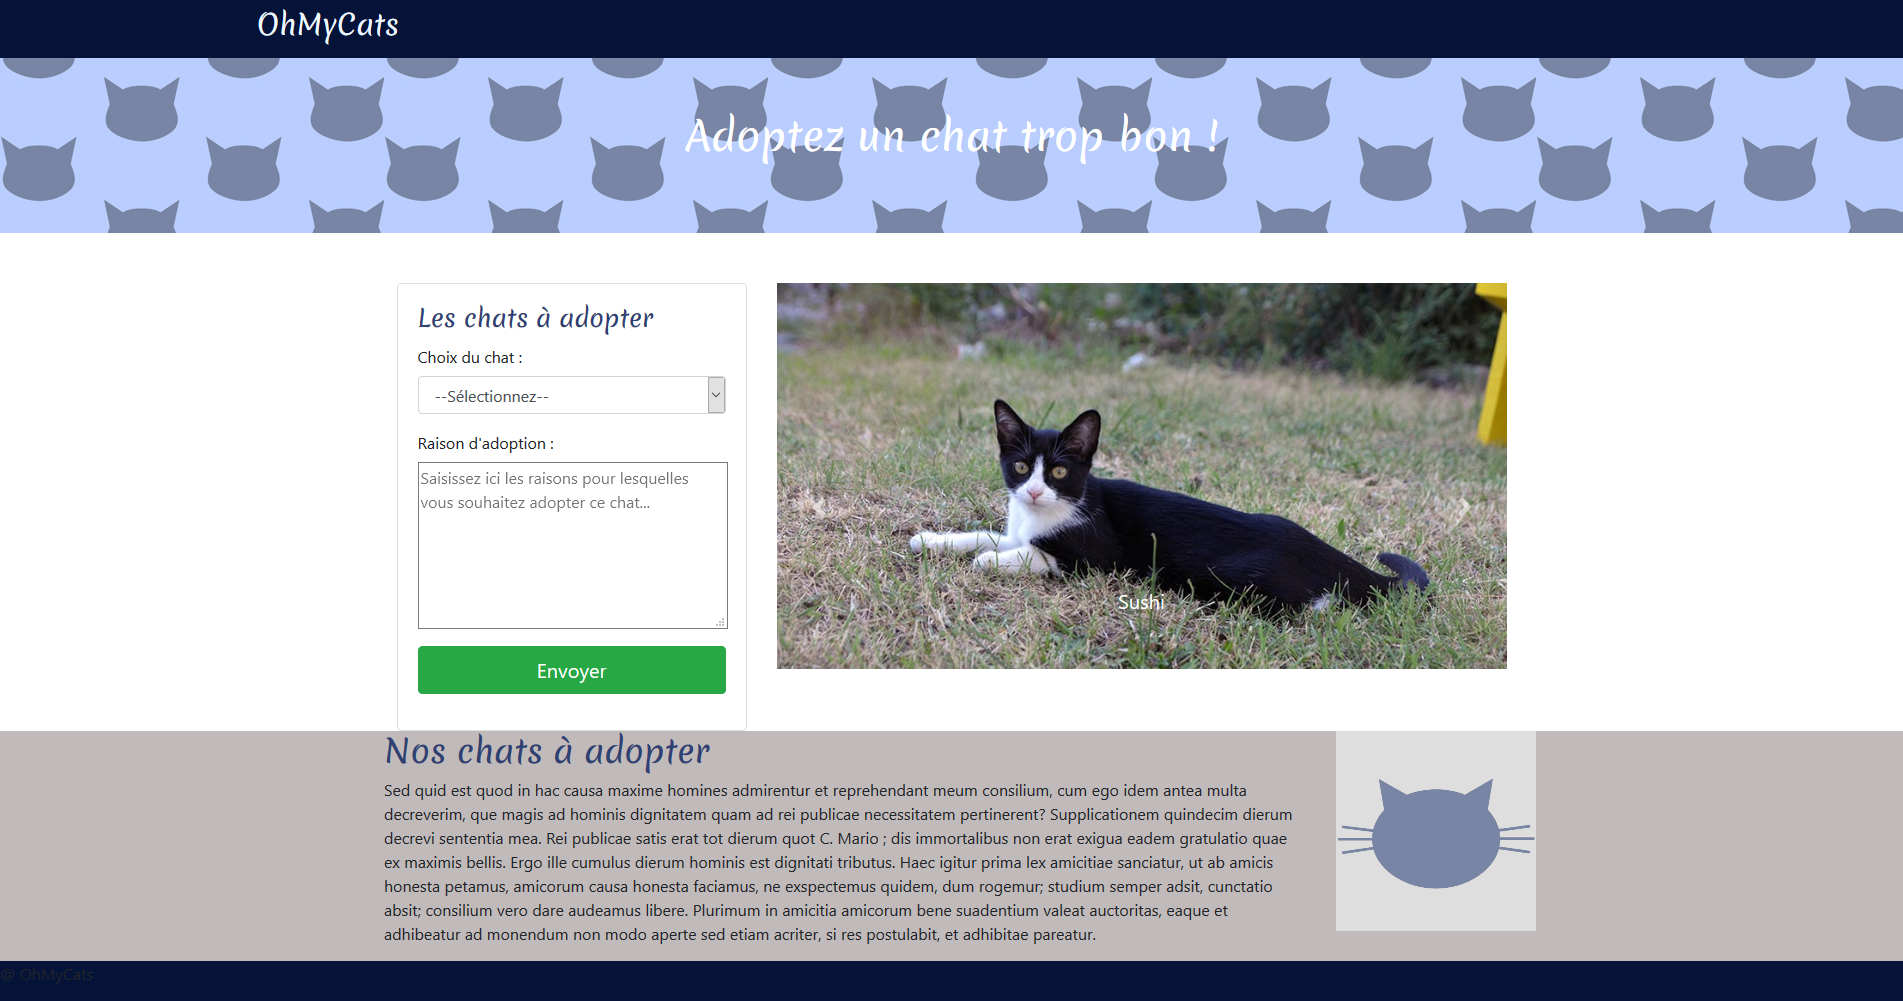 OhMyCats
Adoptez un chat trop bon !
Les chats à adopter
Choix du chat :
--Sélectionnez--
Raison d'adoption :
Saisissez ici les raisons pour lesquelles
vous souhaitez adopter ce chat...
Envoyer
Sushi
Nos chats à adopter
Sed quid est quod in hac causa maxime homines admirentur et reprehendant meum consilium, cum ego idem antea multa
decreverim, que magis ad hominis dignitatem quam ad rei publicae necessitatem pertinerent? Supplicationem quindecim dierum
decrevi sententia mea. Rei publicae satis erat tot dierum quot C. Mario ; dis immortalibus non erat exigua eadem gratulatio quae
ex maximis bellis. Ergo ille cumulus dierum hominis est dignitati tributus. Haec igitur prima lex amicitiae sanciatur, ut ab amicis
honesta petamus, amicorum causa honesta faciamus, ne exspectemus quidem, dum rogemur; studium semper adsit, cunctatio
absit; consilium vero dare audeamus libere. Plurimum in amicitia amicorum bene suadentium valeat auctoritas, eaque et
adhibeatur ad monendum non modo aperte sed etiam acriter, si res postulabit, et adhibitae pareatur.
@ OhMyCats